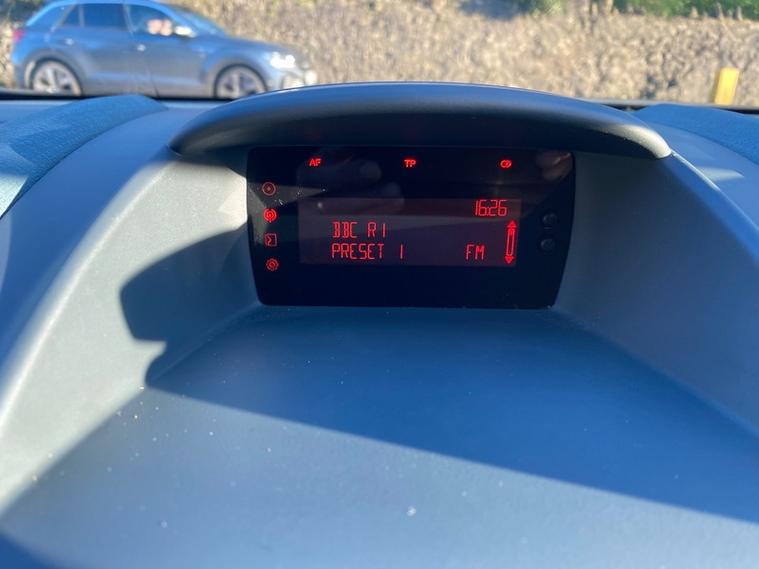 AF TP
16:26
BBC R1
PRESET 1 FM